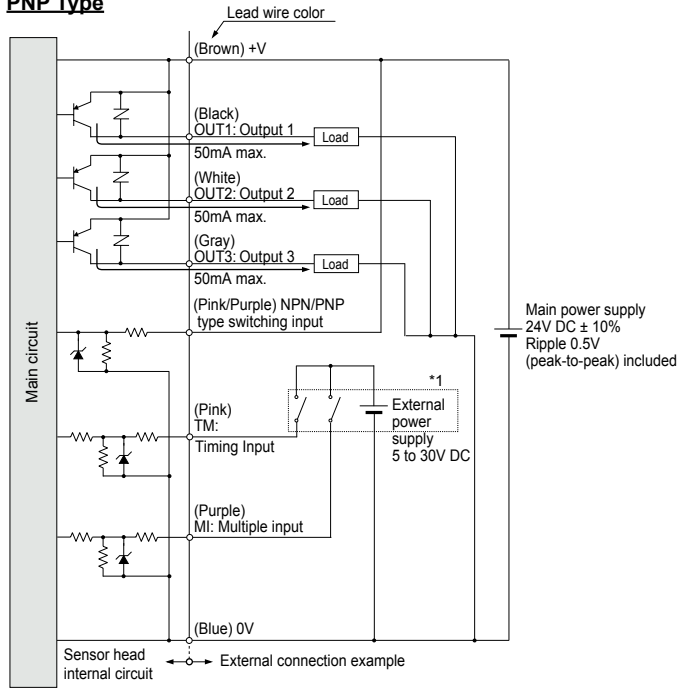 PNP Type
Lead wire color
(Brown) +V
(Black)
OUT1: Output 1
Load
50mA max.
(White)
OUT2: Output 2
Load
50mA max.
(Gray)
OUT3: Output 3
Load
50mA max.
(Pink/Purple) NPN/PNP
type switching input
Main power supply
24V DC ± 10%
Ripple 0.5V
(peak-to-peak) included
Main circuit
*1
External
power
supply
5 to 30V DC
(Pink)
TM:
Timing Input
(Purple)
MI: Multiple input
(Blue) 0V
Sensor head
internal circuit
External connection example